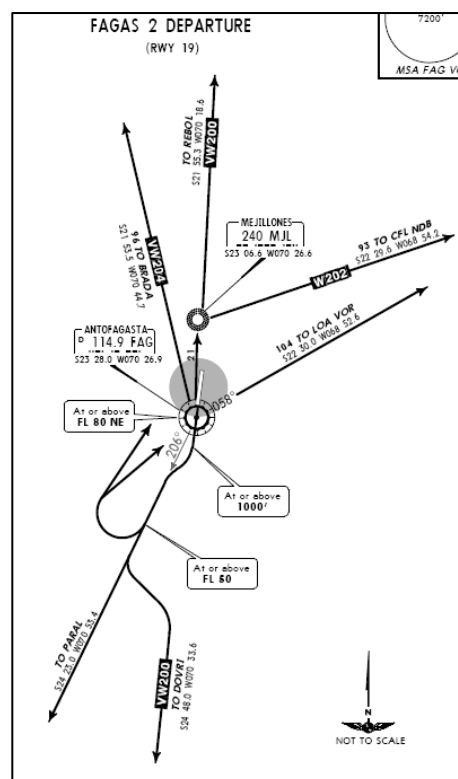 FAGAS 2 DEPARTURE
(RWY 19)
7200'
MSA FAG
TO REBOL
S21 55.3 W070 18.6
VW200
96 TO BRADA
S21 53.5 W070 44.7
VW204
MEJILLONES
240 MJL
S23 06.6 W070 26.6
93 TO CFL NDB
S22 29.6 W068 54.2
W202
104 TO LOA VOR
S22 30.0 W068 52.6
ANTOFAGASTA
D 114.9 FAG
S23 28.0 W070 26.9
21
058°
At or above
FL 80 NE
206°
At or above
1000'
At or above
FL 50
TO PARAL
S24 23.0 W070 53.4
VW200
TO DOVRI
S24 48.0 W070 33.6
N
NOT TO SCALE